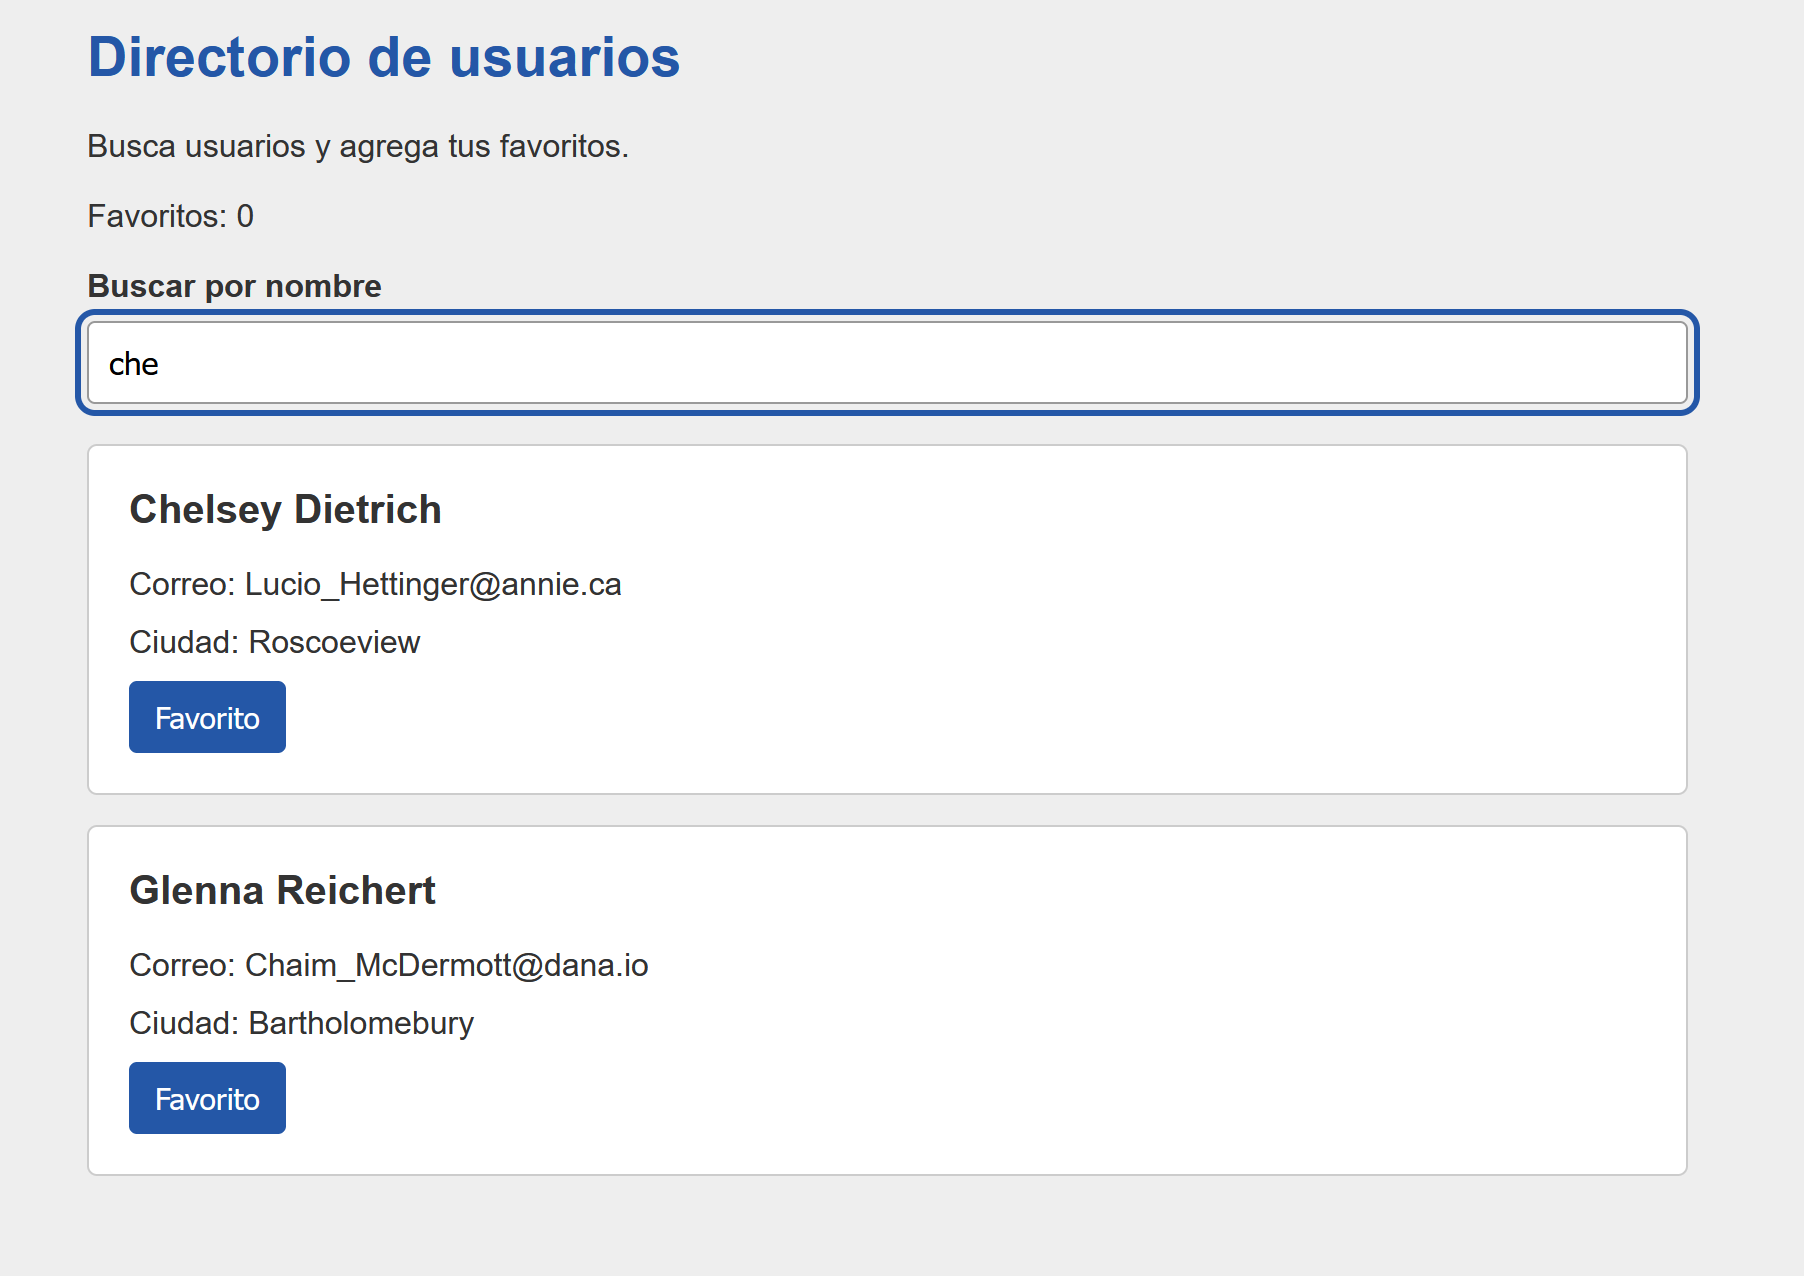 Directorio de usuarios
Busca usuarios y agrega tus favoritos.
Favoritos: 0
Buscar por nombre
che
Chelsey Dietrich
Correo: Lucio_Hettinger@annie.ca
Ciudad: Roscoeview
Favorito
Glenna Reichert
Correo: Chaim_McDermott@dana.io
Ciudad: Bartholomebury
Favorito